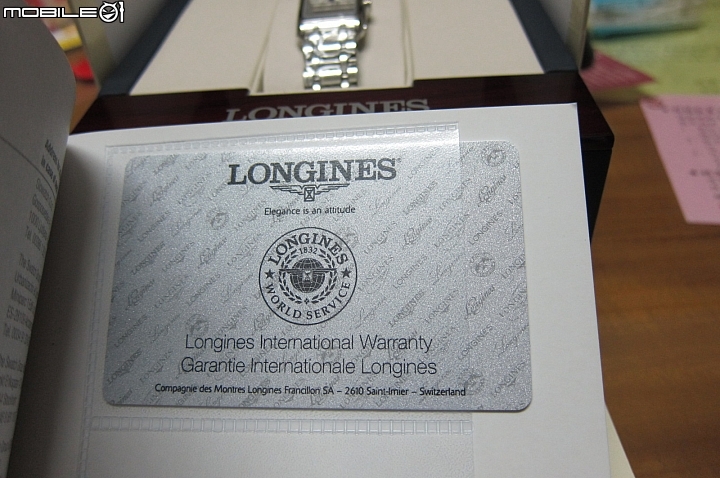 MOBILE01
LONGINES
LONGINES
Elegance is an attitude
LONGINES
1832
WORLD SERVICE
Longines International Warranty
Garantie Internationale Longines
Compagnie des Montres Longines Francillon SA – 2610 Saint-Imier – Switzerland